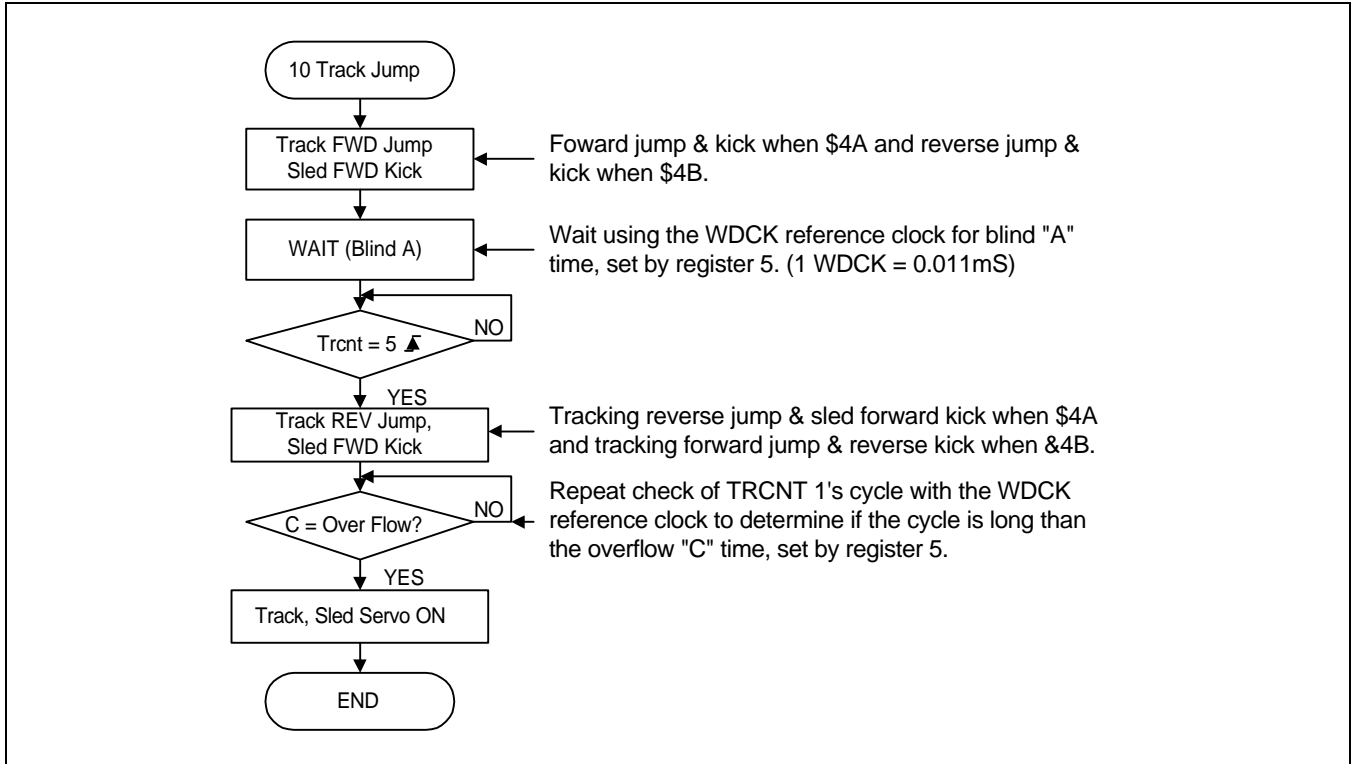 10 Track Jump
Track FWD Jump
Sled FWD Kick
Foward jump & kick when $4A and reverse jump &
kick when $4B.
WAIT (Blind A)
Wait using the WDCK reference clock for blind "A"
time, set by register 5. (1 WDCK = 0.011mS)
NO
Trcnt = 5
YES
Track REV Jump,
Sled FWD Kick
Tracking reverse jump & sled forward kick when $4A
and tracking forward jump & reverse kick when &4B.
NO
C = Over Flow?
Repeat check of TRCNT 1's cycle with the WDCK
reference clock to determine if the cycle is long than
the overflow "C" time, set by register 5.
YES
Track, Sled Servo ON
END